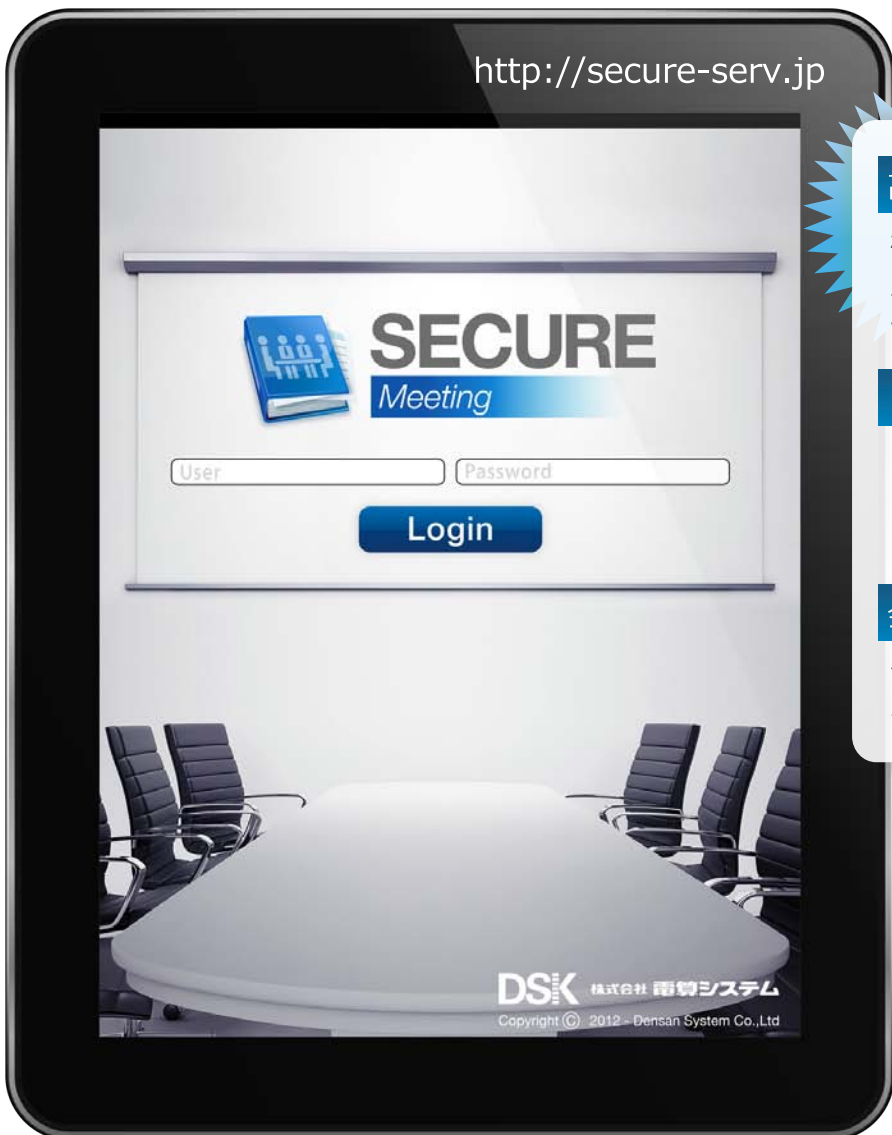 http://secure-serv.jp
SECURE
Meeting
User
Password
Login
DSK 株式会社 電算システム
Copyright (C) 2012 - Densan System Co.,Ltd